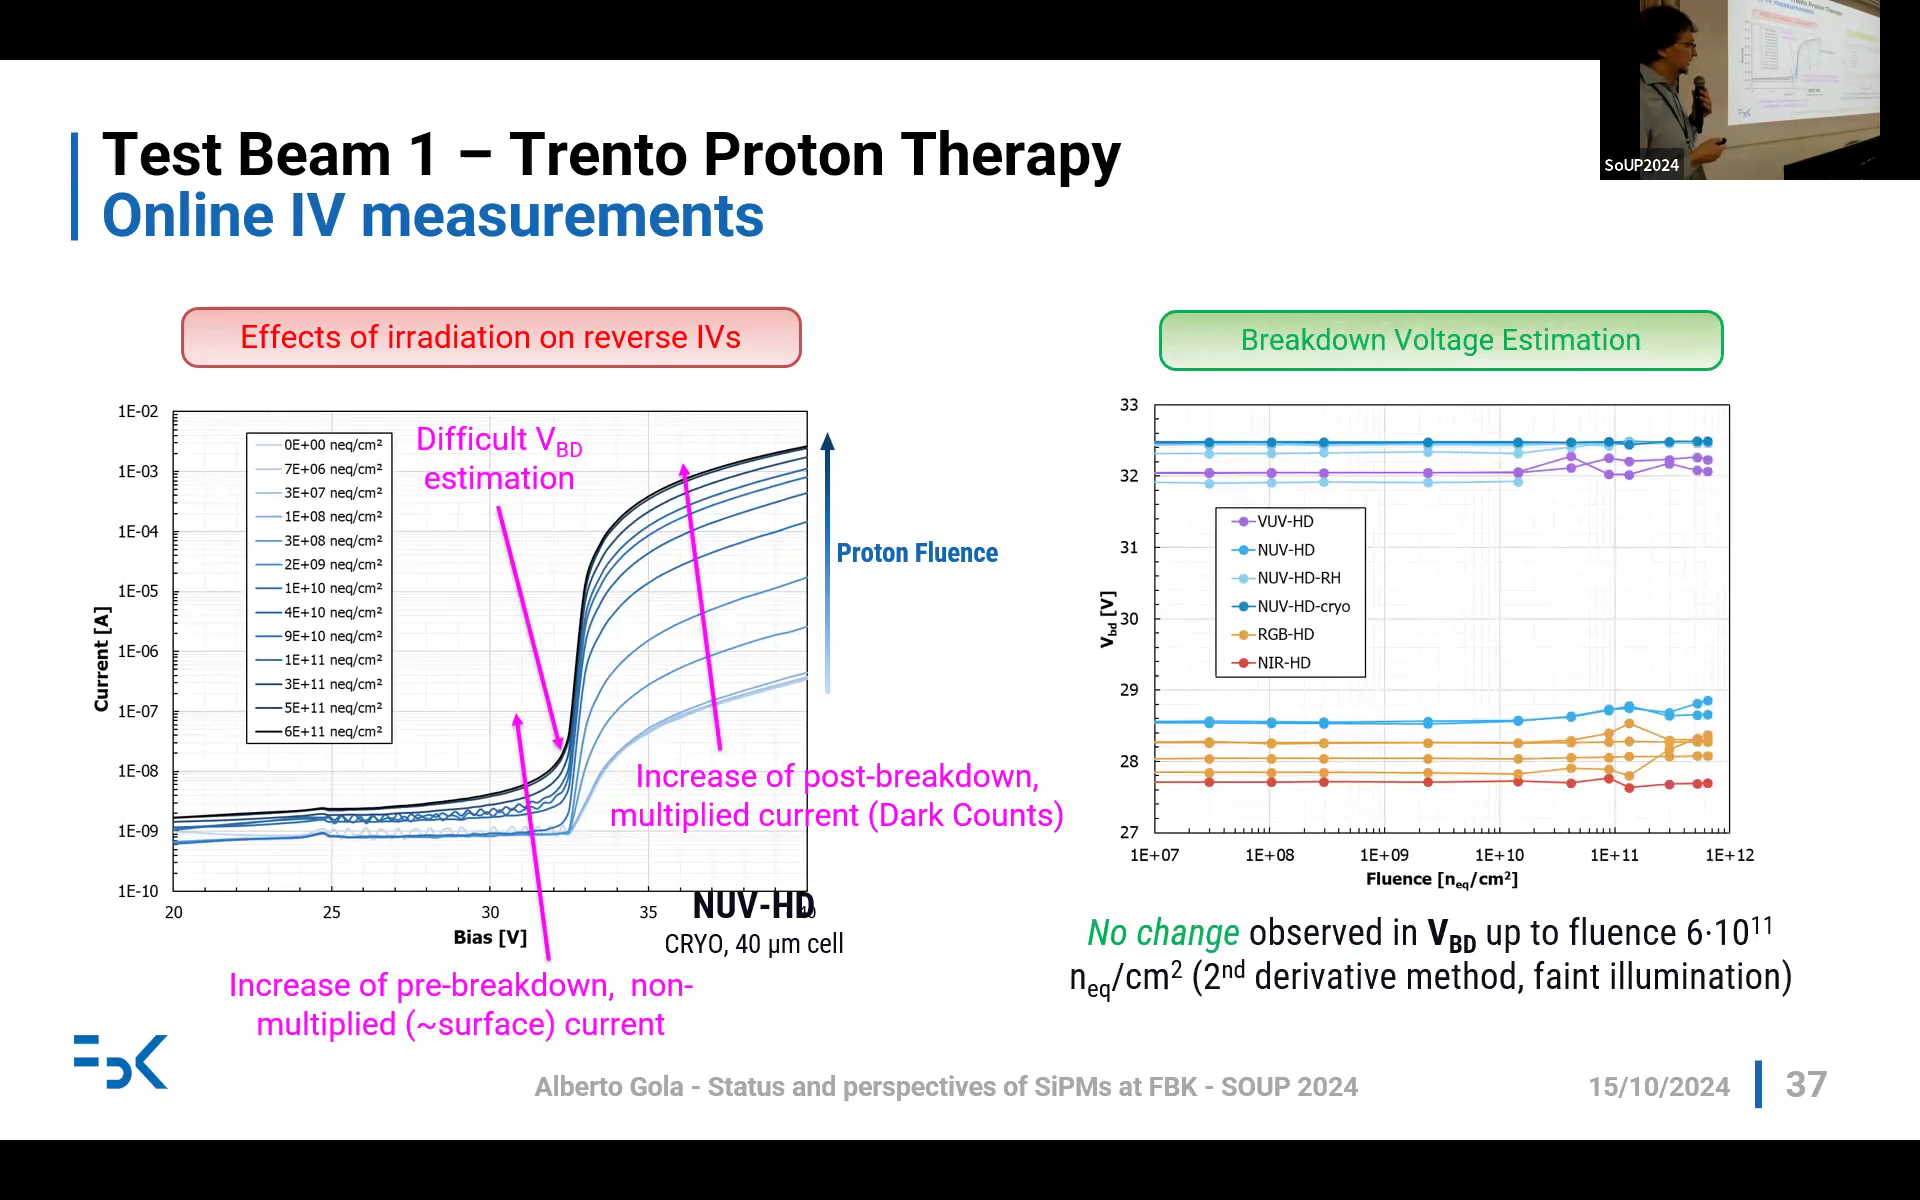 SoUP2024
Test Beam 1 – Trento Proton Therapy
Online IV measurements
Effects of irradiation on reverse IVs
Breakdown Voltage Estimation
1E-02
1E-03
1E-04
1E-05
1E-06
1E-07
1E-08
1E-09
1E-10
Current [A]
0E+00 neq/cm²
7E+06 neq/cm²
3E+07 neq/cm²
1E+08 neq/cm²
3E+08 neq/cm²
2E+09 neq/cm²
1E+10 neq/cm²
4E+10 neq/cm²
9E+10 neq/cm²
1E+11 neq/cm²
3E+11 neq/cm²
5E+11 neq/cm²
6E+11 neq/cm²
Difficult VBD
estimation
Proton Fluence
Increase of post-breakdown,
multiplied current (Dark Counts)
20 25 30 35
Bias [V]
NUV-HD
CRYO, 40 µm cell
Increase of pre-breakdown, non-
multiplied (~surface) current
33
32
31
30
29
28
27
Vbd [V]
VUV-HD
NUV-HD
NUV-HD-RH
NUV-HD-cryo
RGB-HD
NIR-HD
1E+07 1E+08 1E+09 1E+10 1E+11 1E+12
Fluence [neq/cm²]
No change observed in VBD up to fluence 6·10¹¹
neq/cm² (2nd derivative method, faint illumination)
FBK
Alberto Gola - Status and perspectives of SiPMs at FBK - SOUP 2024
15/10/2024
37